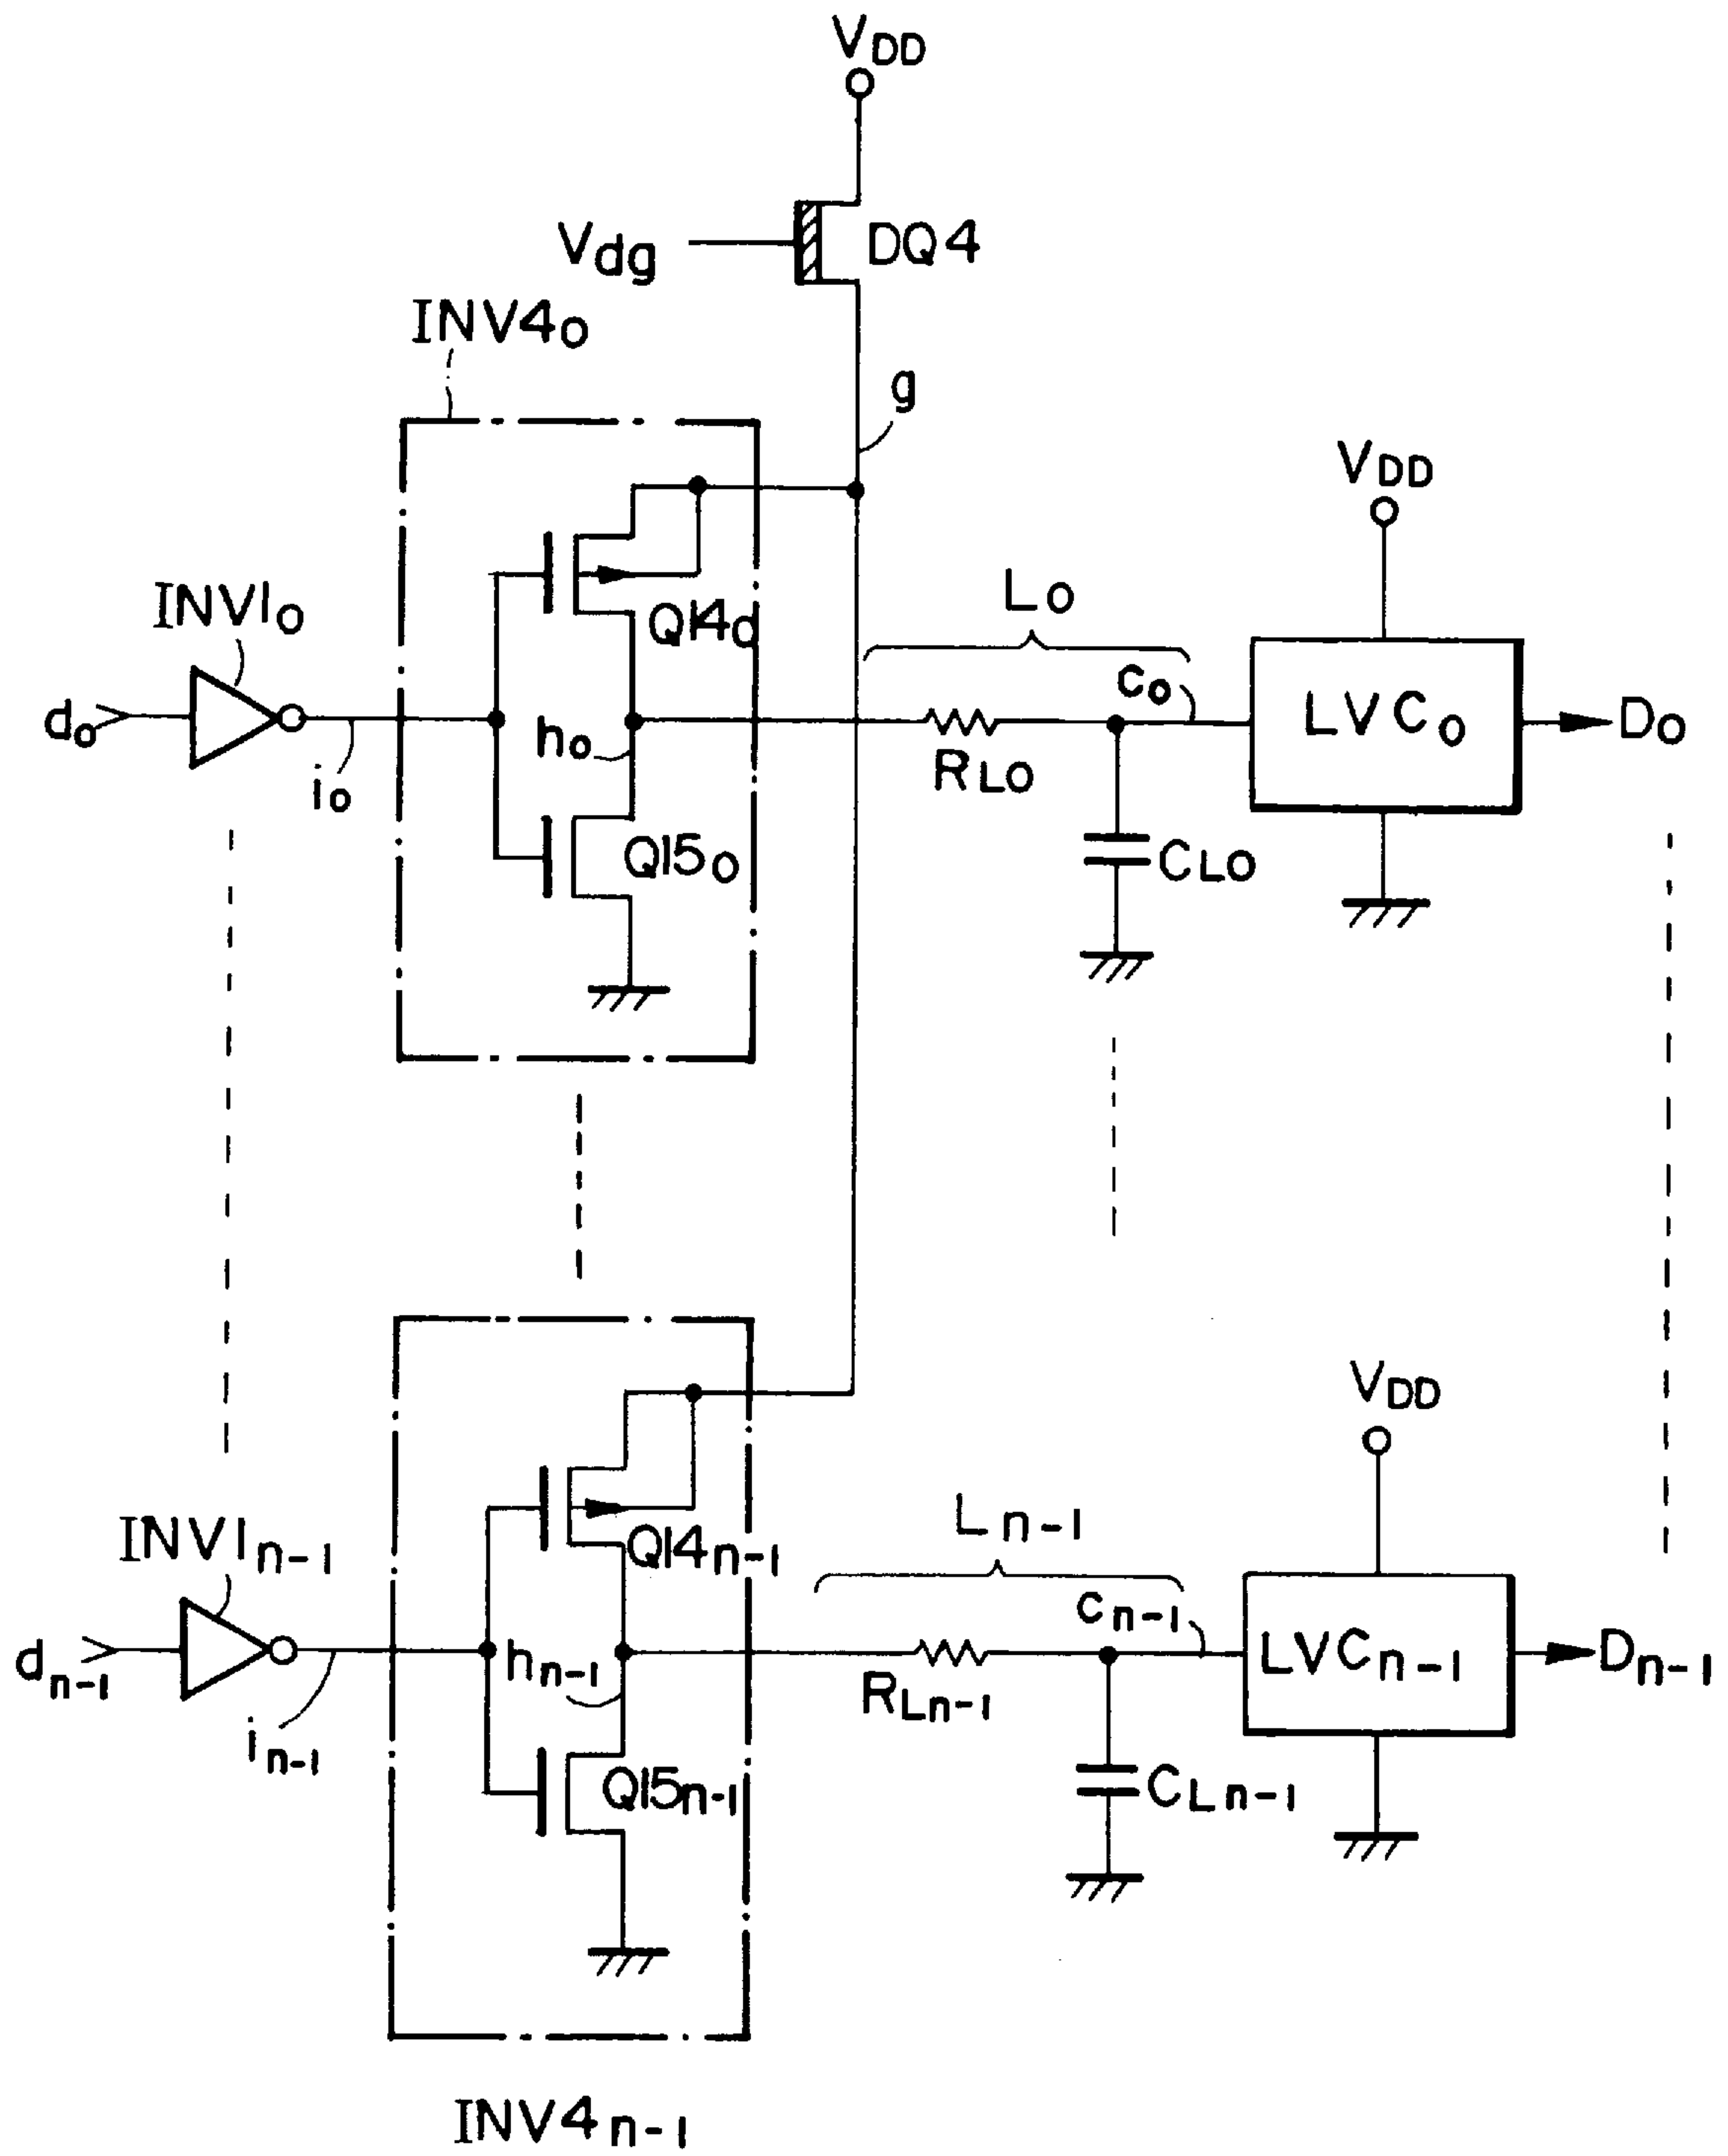 VDD
Vdg
DQ4
INV4o
g
VDD
INV1o
Q14o
Lo
co
do
io
ho
RLo
LVCo
Do
Q15o
CLo
VDD
INV1n-1
Q14n-1
Ln-1
cn-1
dn-1
in-1
hn-1
RLn-1
LVCn-1
Dn-1
Q15n-1
CLn-1
INV4n-1